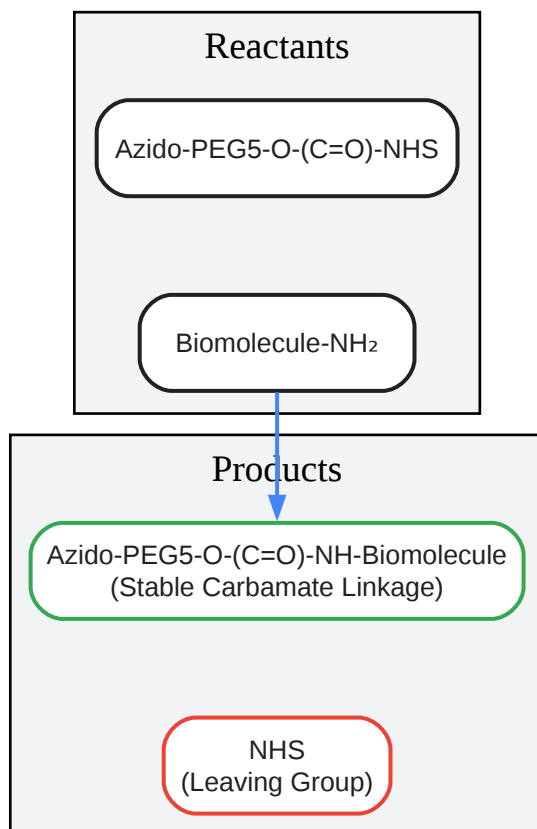 Reactants
Azido-PEG5-O-(C=O)-NHS
Biomolecule-NH₂
Products
Azido-PEG5-O-(C=O)-NH-Biomolecule
(Stable Carbamate Linkage)
NHS
(Leaving Group)